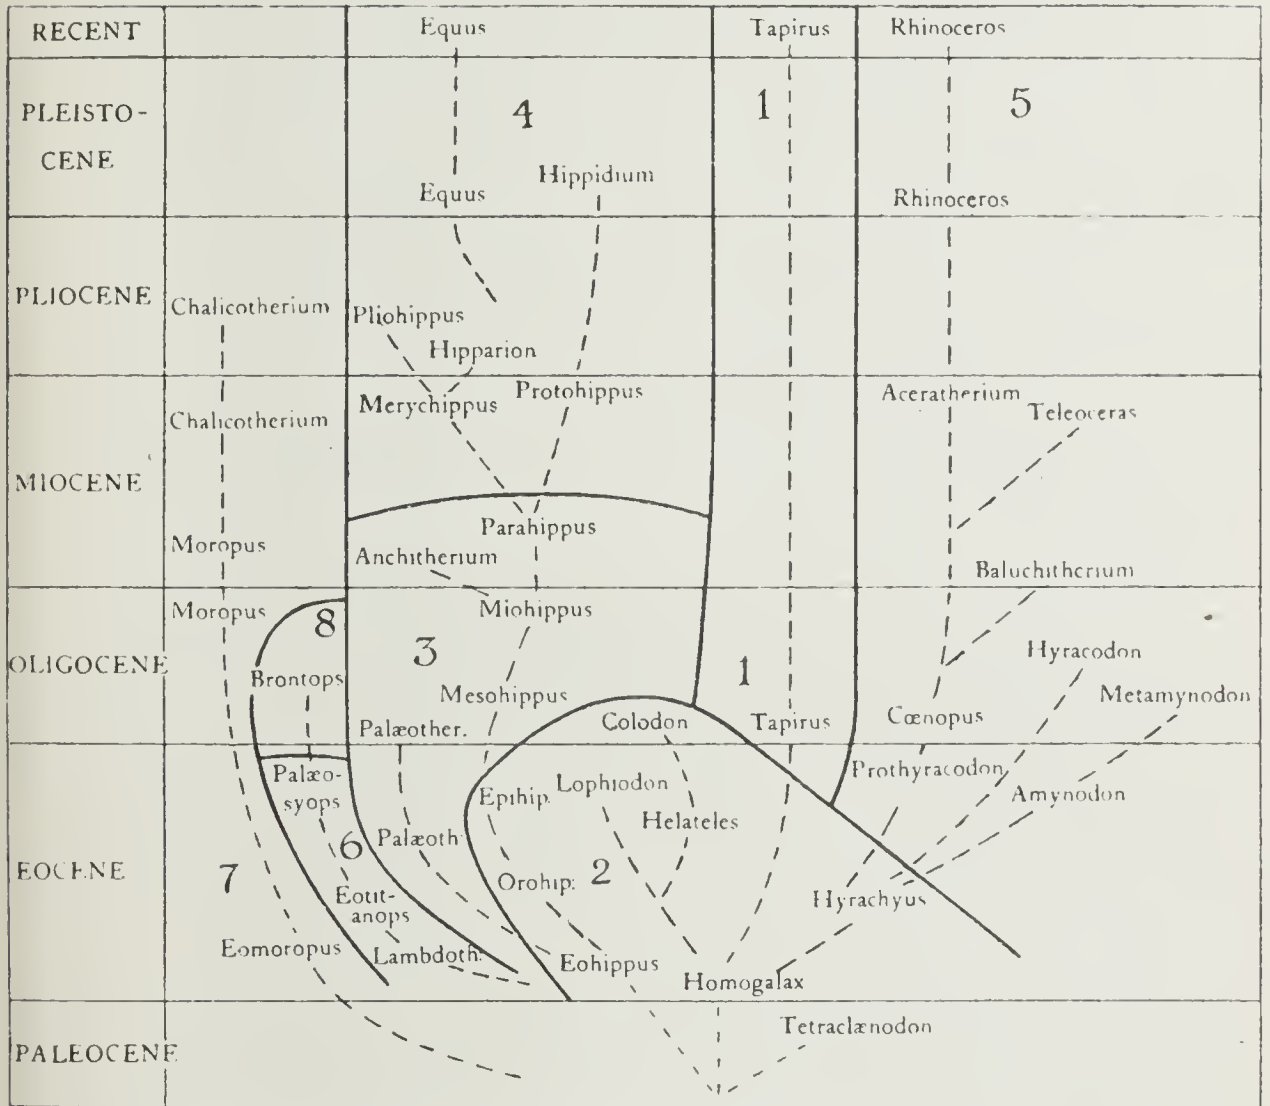 RECENT
Equus
Tapirus
Rhinoceros
PLEISTO-
CENE
4
1
5
Hippidium
Equus
Rhinoceros
PLIOCENE
Chalicotherium
Pliohippus
Hipparion
MIOCENE
Chalicotherium
Merychippus
Protohippus
Aceratherium
Teleoceras
Parahippus
Moropus
Anchitherium
Baluchitherium
OLIGOCENE
Moropus
8
Miohippus
3
1
Hyracodon
Brontops
Mesohippus
Metamynodon
Palæother.
Colodon
Tapirus
Cœnopus
EOCENE
Palæo-
syops
Epihip.
Lophiodon
Helateles
Prothyracodon
Amynodon
Palæoth.
6
7
Orohip.
2
Hyrachyus
Eotit-
anops
Eomoropus
Lambdoth.
Eohippus
Homogalax
PALEOCENE
Tetraclænodon